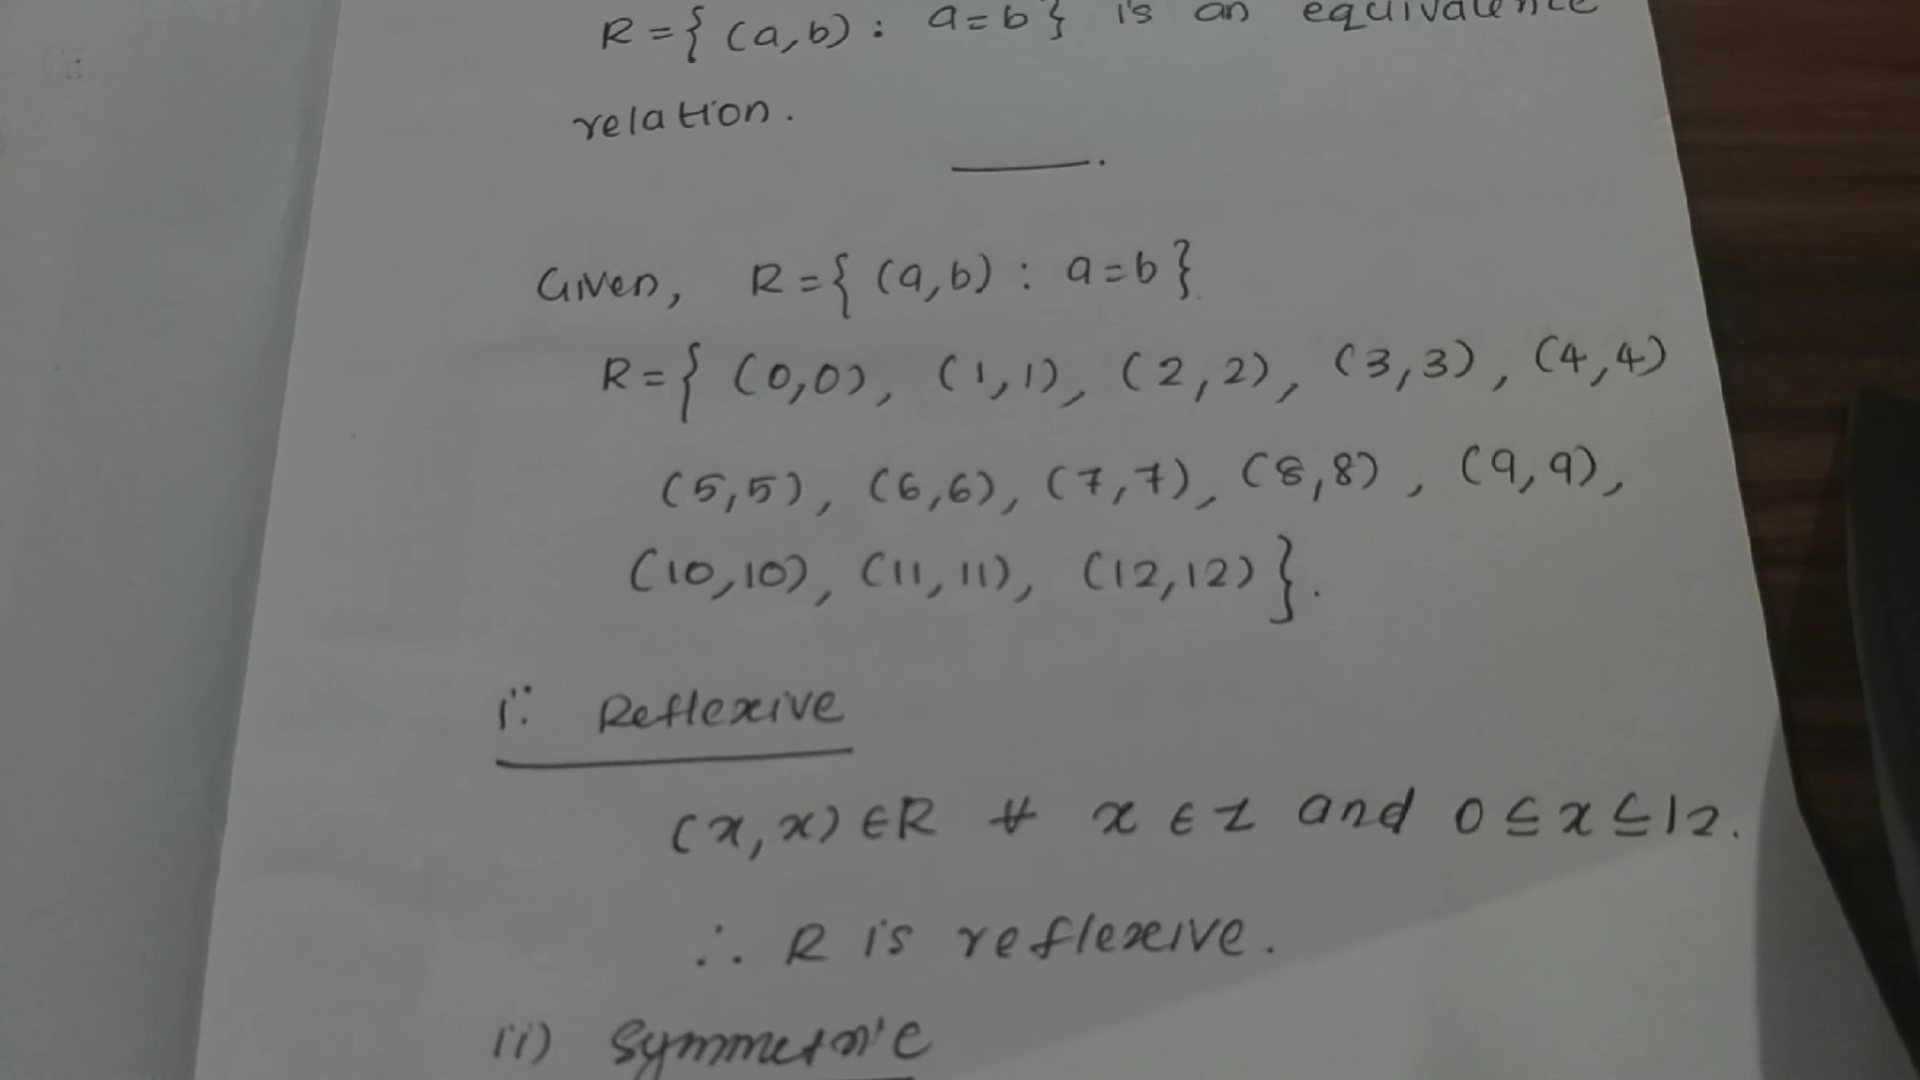 R = { (a,b) : a=b } is an equivalence
relation.
Given, R = { (a,b) : a=b }
R = { (0,0), (1,1), (2,2), (3,3), (4,4)
(5,5), (6,6), (7,7), (8,8), (9,9),
(10,10), (11,11), (12,12) }.
i. Reflexive
(x,x) ∈ R ∀ x ∈ Z and 0 ≤ x ≤ 12.
∴ R is reflexive.
ii) Symmetric